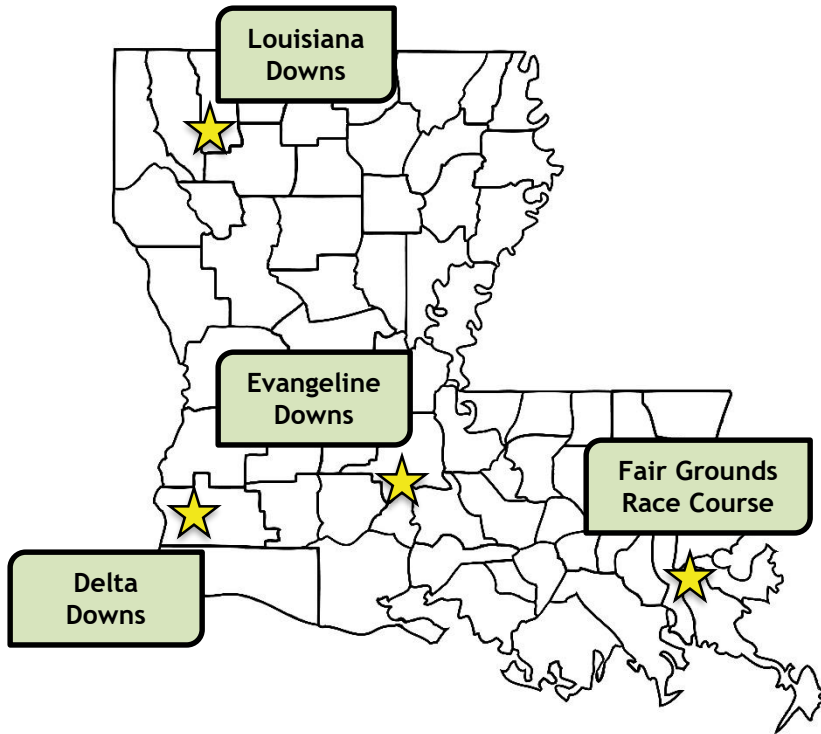 Louisiana
Downs
Evangeline
Downs
Fair Grounds
Race Course
Delta
Downs